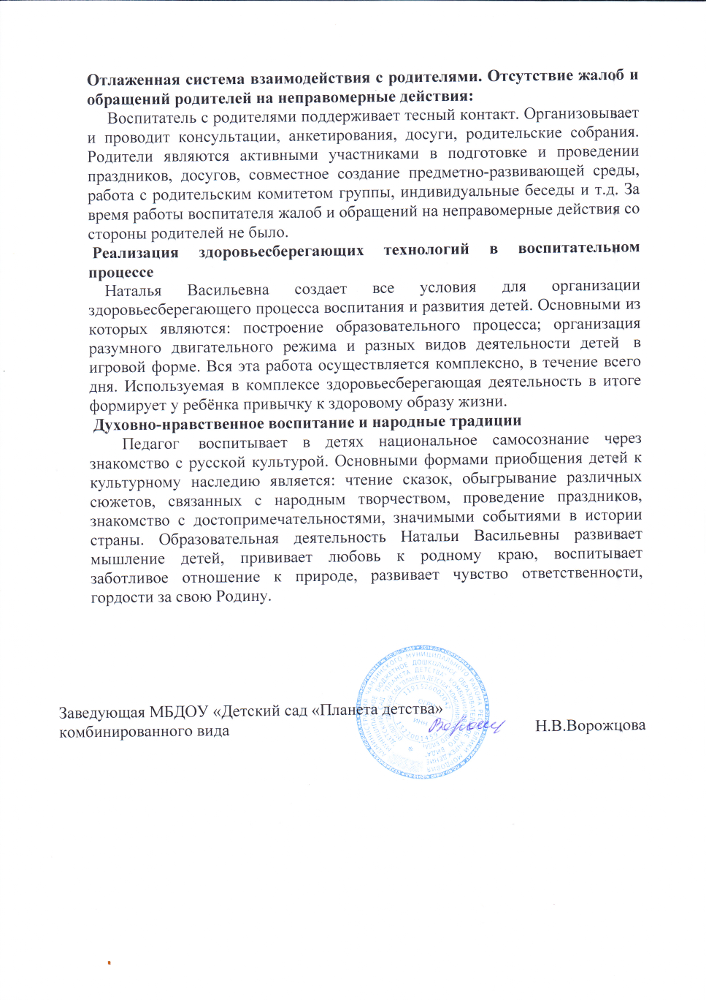 Отлаженная система взаимодействия с родителями. Отсутствие жалоб и
обращений родителей на неправомерные действия:
Воспитатель с родителями поддерживает тесный контакт. Организовывает
и проводит консультации, анкетирования, досуги, родительские собрания.
Родители являются активными участниками в подготовке и проведении
праздников, досугов, совместное создание предметно-развивающей среды,
работа с родительским комитетом группы, индивидуальные беседы и т.д. За
время работы воспитателя жалоб и обращений на неправомерные действия со
стороны родителей не было.
Реализация здоровьесберегающих технологий в воспитательном
процессе
Наталья Васильевна создает все условия для организации
здоровьесберегающего процесса воспитания и развития детей. Основными из
которых являются: построение образовательного процесса; организация
разумного двигательного режима и разных видов деятельности детей в
игровой форме. Вся эта работа осуществляется комплексно, в течение всего
дня. Используемая в комплексе здоровьесберегающая деятельность в итоге
формирует у ребёнка привычку к здоровому образу жизни.
Духовно-нравственное воспитание и народные традиции
Педагог воспитывает в детях национальное самосознание через
знакомство с русской культурой. Основными формами приобщения детей к
культурному наследию является: чтение сказок, обыгрывание различных
сюжетов, связанных с народным творчеством, проведение праздников,
знакомство с достопримечательностями, значимыми событиями в истории
страны. Образовательная деятельность Натальи Васильевны развивает
мышление детей, прививает любовь к родному краю, воспитывает
заботливое отношение к природе, развивает чувство ответственности,
гордости за свою Родину.
Заведующая МБДОУ «Детский сад «Планета детства»
комбинированного вида Н.В.Ворожцова